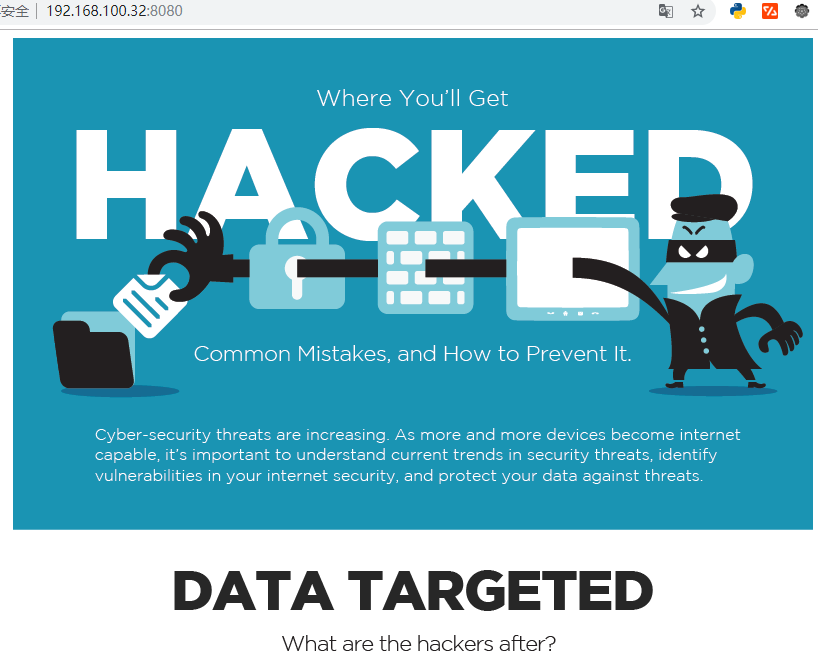 安全 192.168.100.32:8080
Where You'll Get
HACKED
Common Mistakes, and How to Prevent It.
Cyber-security threats are increasing. As more and more devices become internet
capable, it's important to understand current trends in security threats, identify
vulnerabilities in your internet security, and protect your data against threats.
DATA TARGETED
What are the hackers after?